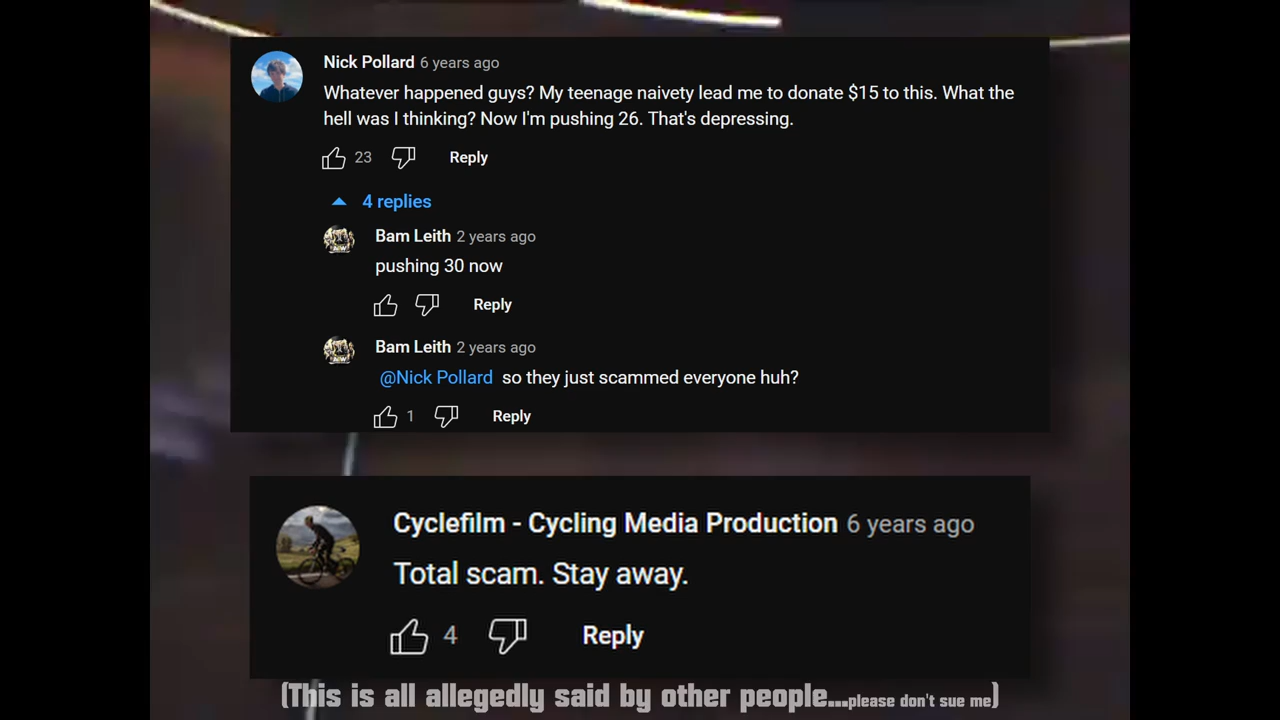 Nick Pollard 6 years ago
Whatever happened guys? My teenage naivety lead me to donate $15 to this. What the
hell was I thinking? Now I'm pushing 26. That's depressing.
23 Reply
4 replies
Bam Leith 2 years ago
pushing 30 now
Reply
Bam Leith 2 years ago
@Nick Pollard so they just scammed everyone huh?
1 Reply
Cyclefilm - Cycling Media Production 6 years ago
Total scam. Stay away.
4 Reply
(This is all allegedly said by other people...please don't sue me)